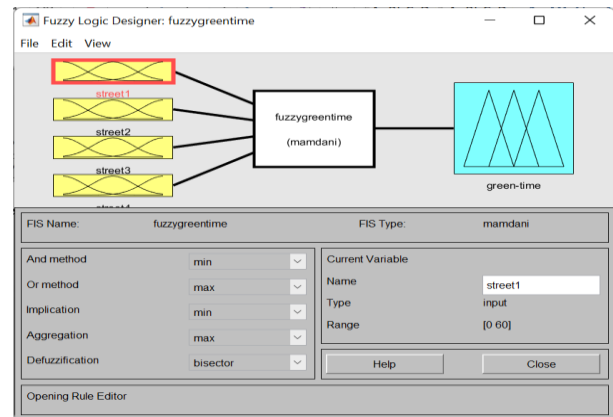 Fuzzy Logic Designer: fuzzygreentime
File Edit View
street1
street2
street3
fuzzygreentime
(mamdani)
green-time
FIS Name: fuzzygreentime FIS Type: mamdani
And method min
Or method max
Implication min
Aggregation max
Defuzzification bisector
Current Variable
Name street1
Type input
Range [0 60]
Help Close
Opening Rule Editor